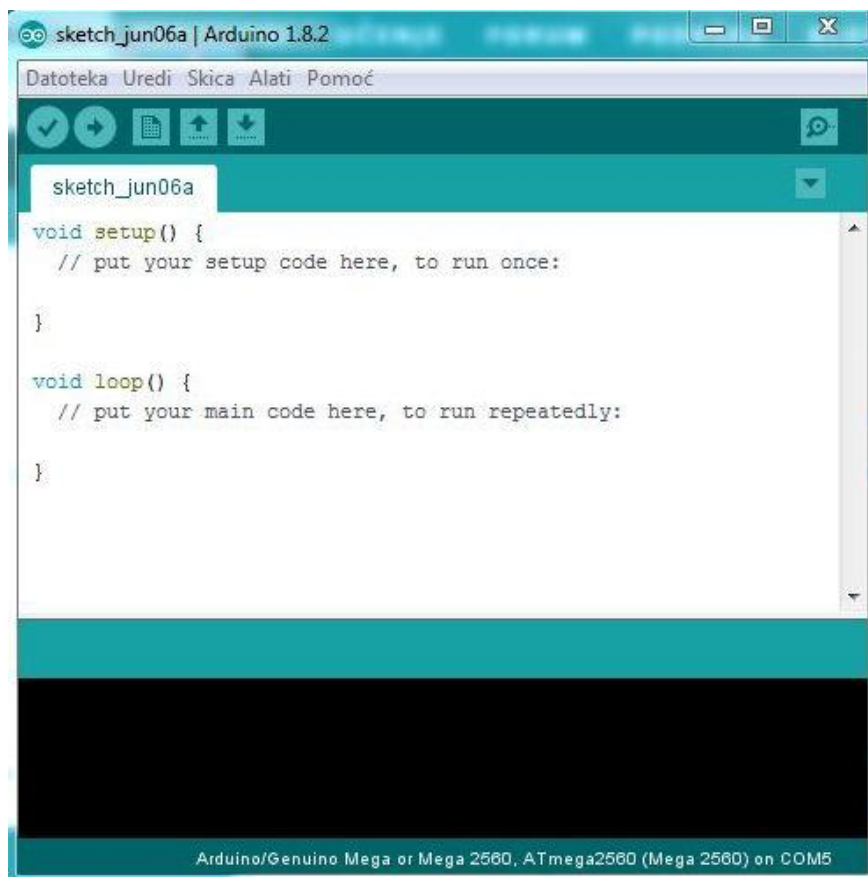 sketch_jun06a | Arduino 1.8.2
Datoteka Uredi Skica Alati Pomoć
sketch_jun06a
void setup() {
  // put your setup code here, to run once:
}
void loop() {
  // put your main code here, to run repeatedly:
}
Arduino/Genuino Mega or Mega 2560, ATmega2560 (Mega 2560) on COM5